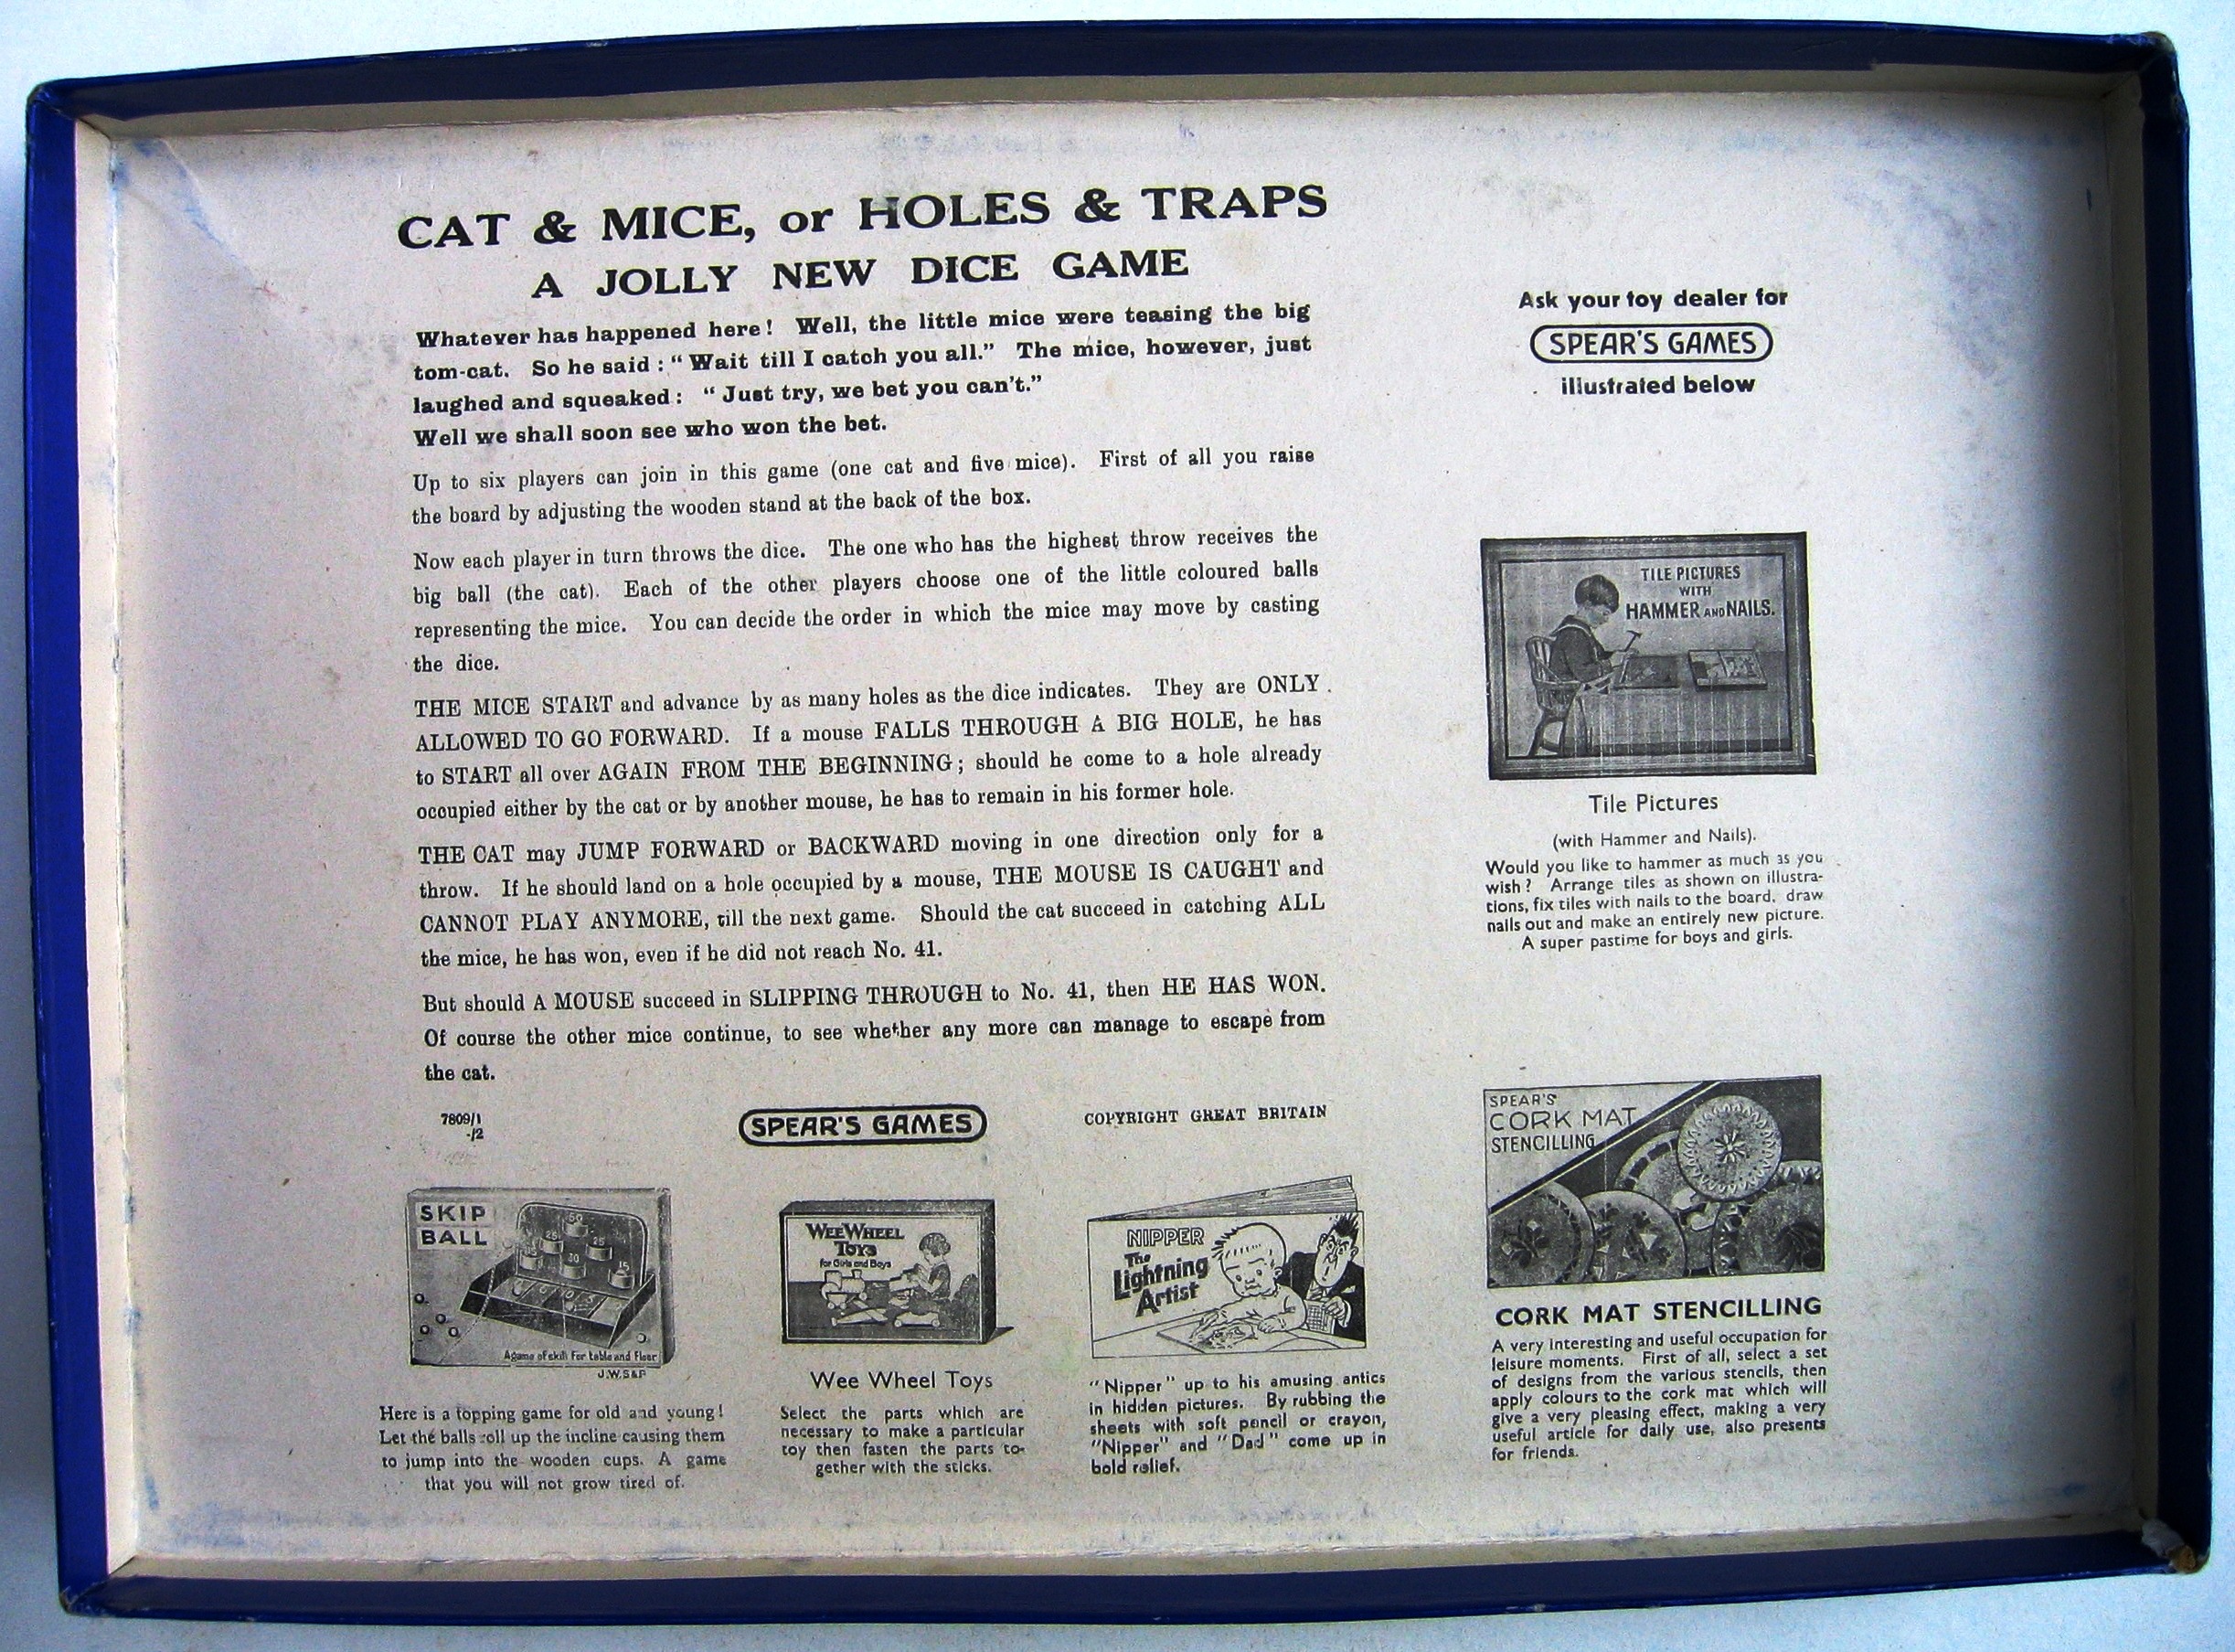 CAT & MICE, or HOLES & TRAPS
A JOLLY NEW DICE GAME
Whatever has happened here! Well, the little mice were teasing the big
tom-cat. So he said: “Wait till I catch you all.” The mice, however, just
laughed and squeaked: “Just try, we bet you can't.”
Well we shall soon see who won the bet.
Up to six players can join in this game (one cat and five mice). First of all you raise
the board by adjusting the wooden stand at the back of the box.
Now each player in turn throws the dice. The one who has the highest throw receives the
big ball (the cat). Each of the other players choose one of the little coloured balls
representing the mice. You can decide the order in which the mice may move by casting
the dice.
THE MICE START and advance by as many holes as the dice indicates. They are ONLY
ALLOWED TO GO FORWARD. If a mouse FALLS THROUGH A BIG HOLE, he has
to START all over AGAIN FROM THE BEGINNING; should he come to a hole already
occupied either by the cat or by another mouse, he has to remain in his former hole.
THE CAT may JUMP FORWARD or BACKWARD moving in one direction only for a
throw. If he should land on a hole occupied by a mouse, THE MOUSE IS CAUGHT and
CANNOT PLAY ANYMORE, till the next game. Should the cat succeed in catching ALL
the mice, he has won, even if he did not reach No. 41.
But should A MOUSE succeed in SLIPPING THROUGH to No. 41, then HE HAS WON.
Of course the other mice continue, to see whether any more can manage to escape from
the cat.
7809/1
-/2
SPEAR'S GAMES
COPYRIGHT GREAT BRITAIN
Ask your toy dealer for
SPEAR'S GAMES
illustrated below
TILE PICTURES
WITH
HAMMER AND NAILS.
Tile Pictures
(with Hammer and Nails).
Would you like to hammer as much as you
wish? Arrange tiles as shown on illustra-
tions, fix tiles with nails to the board, draw
nails out and make an entirely new picture.
A super pastime for boys and girls.
SPEAR'S
CORK MAT
STENCILLING
CORK MAT STENCILLING
A very interesting and useful occupation for
leisure moments. First of all, select a set
of designs from the various stencils, then
apply colours to the cork mat which will
give a very pleasing effect, making a very
useful article for daily use, also presents
for friends.
SKIP
BALL
50
25
25
15
30
15
A game of skill For table and Floor
J.W.S&F
Here is a topping game for old and young!
Let the balls roll up the incline causing them
to jump into the wooden cups. A game
that you will not grow tired of.
WEE WHEEL
TOYS
for Girls and Boys
Wee Wheel Toys
Select the parts which are
necessary to make a particular
toy then fasten the parts to-
gether with the sticks.
NIPPER
The
Lightning
Artist
“Nipper” up to his amusing antics
in hidden pictures. By rubbing the
sheets with soft pencil or crayon,
“Nipper” and “Dad” come up in
bold relief.